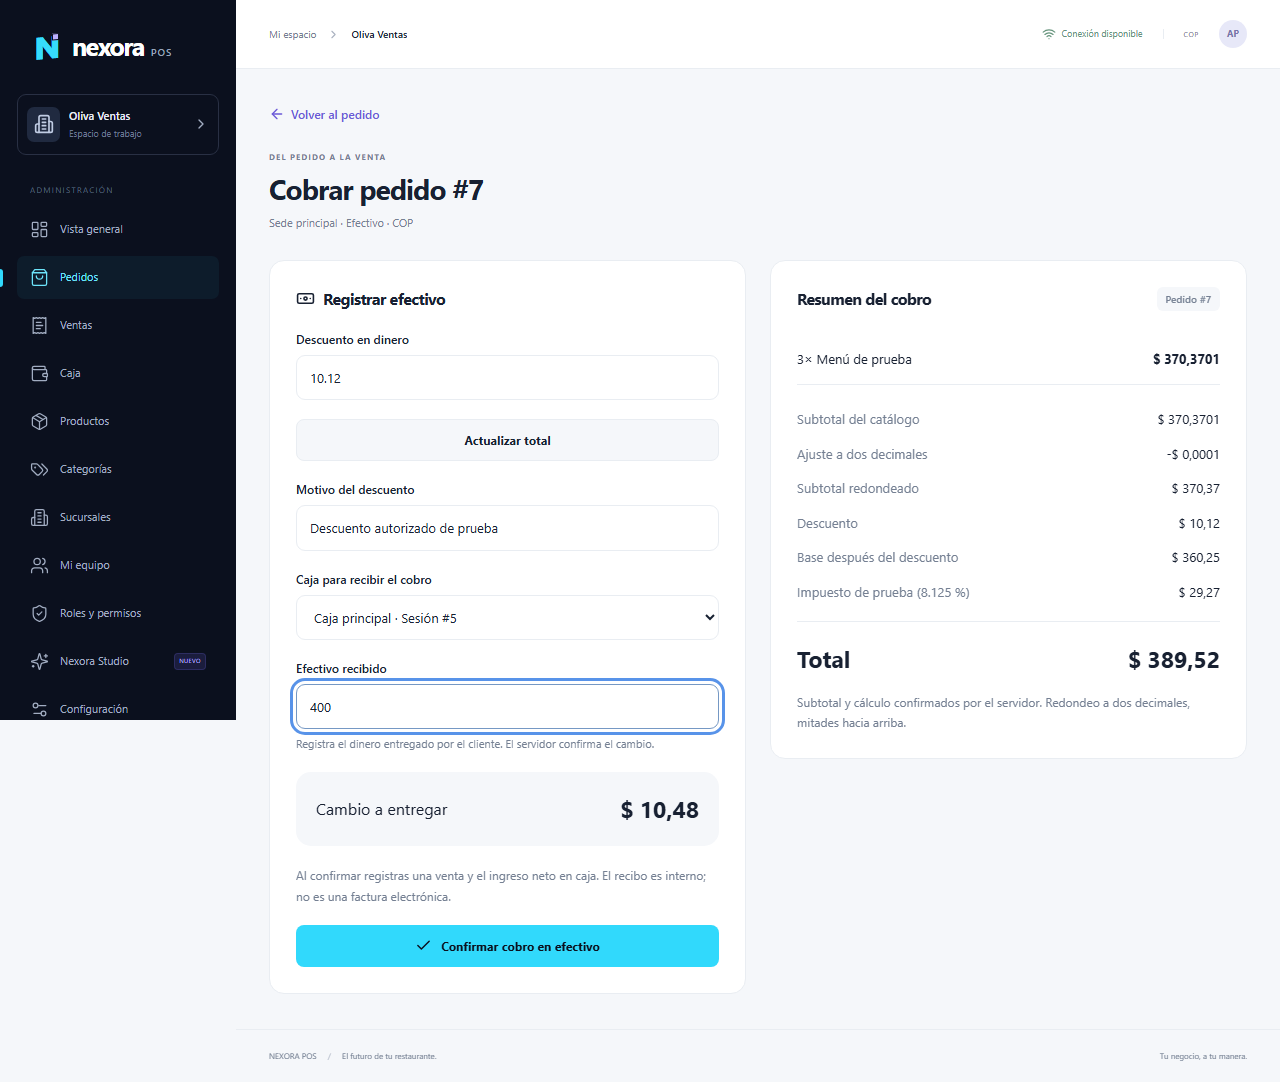 nexora POS
Oliva Ventas
Espacio de trabajo
ADMINISTRACIÓN
Vista general
Pedidos
Ventas
Caja
Productos
Categorías
Sucursales
Mi equipo
Roles y permisos
Nexora Studio NUEVO
Configuración
Mi espacio > Oliva Ventas
Conexión disponible COP AP
← Volver al pedido
DEL PEDIDO A LA VENTA
Cobrar pedido #7
Sede principal · Efectivo · COP
Registrar efectivo
Descuento en dinero
10.12
Actualizar total
Motivo del descuento
Descuento autorizado de prueba
Caja para recibir el cobro
Caja principal · Sesión #5
Efectivo recibido
400
Registra el dinero entregado por el cliente. El servidor confirma el cambio.
Cambio a entregar $ 10,48
Al confirmar registras una venta y el ingreso neto en caja. El recibo es interno;
no es una factura electrónica.
Confirmar cobro en efectivo
Resumen del cobro Pedido #7
3× Menú de prueba $ 370,3701
Subtotal del catálogo $ 370,3701
Ajuste a dos decimales -$ 0,0001
Subtotal redondeado $ 370,37
Descuento $ 10,12
Base después del descuento $ 360,25
Impuesto de prueba (8.125 %) $ 29,27
Total $ 389,52
Subtotal y cálculo confirmados por el servidor. Redondeo a dos decimales,
mitades hacia arriba.
NEXORA POS / El futuro de tu restaurante.
Tu negocio, a tu manera.